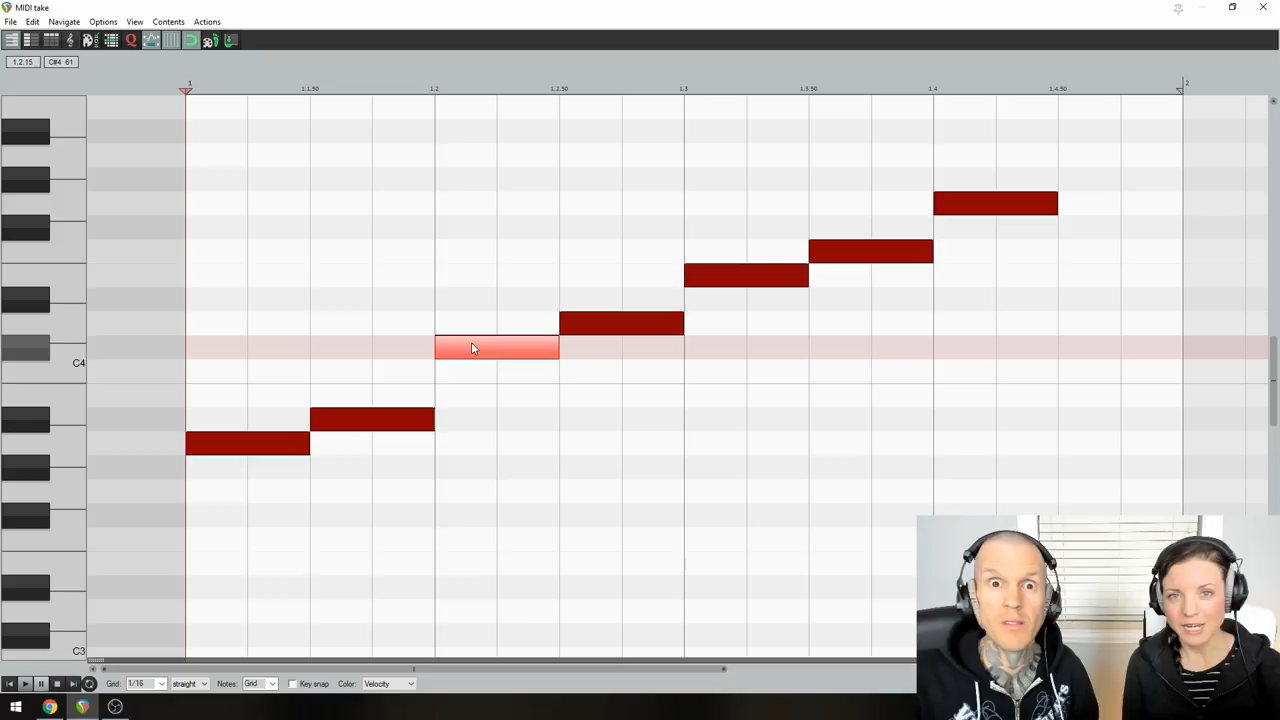 MIDI take
File Edit Navigate Options View Contents Actions
Q
1.2.15 C#4 61
1 1.1.50 1.2 1.2.50 1.3 1.3.50 1.4 1.4.50 2
C4
C3
Grid: 1/16 straight Notes: Grid Key snap Color: Velocity